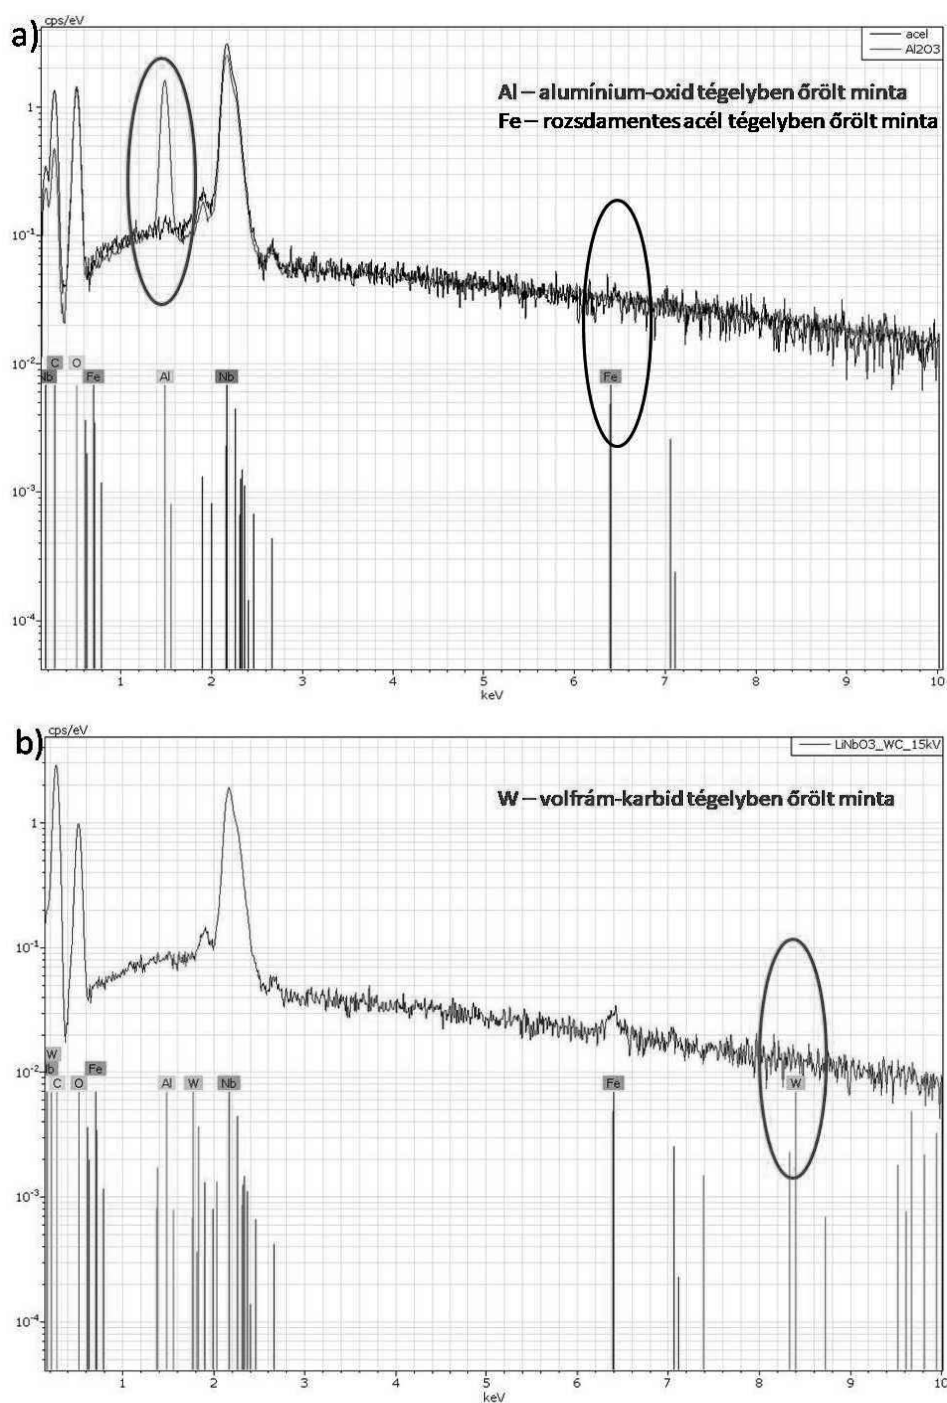 a)
cps/eV
acel
Al2O3
Al – alumínium-oxid tégelyben őrölt minta
Fe – rozsdamentes acél tégelyben őrölt minta
1
10⁻¹
10⁻²
C O
Nb Fe Al Nb Fe
10⁻³
10⁻⁴
1 2 3 4 5 6 7 8 9 10
keV
b)
cps/eV
LiNbO3_WC_15kV
W – volfrám-karbid tégelyben őrölt minta
1
10⁻¹
10⁻²
W Fe
C O Al W Nb Fe W
10⁻³
10⁻⁴
1 2 3 4 5 6 7 8 9 10
keV